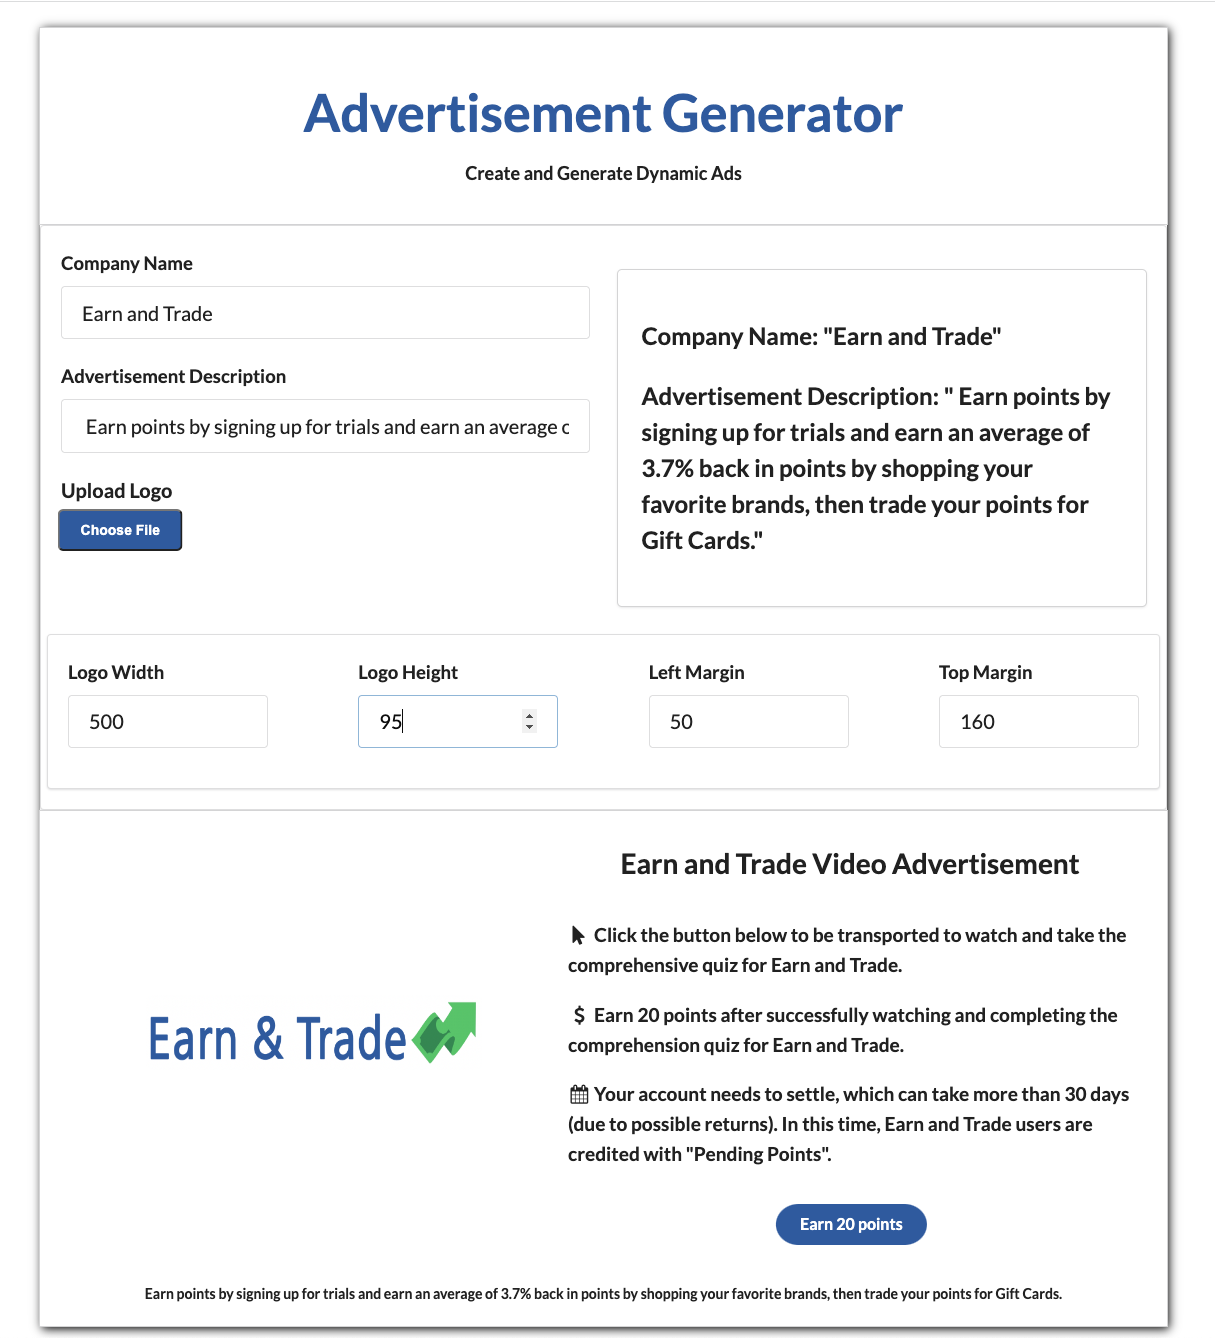 Advertisement Generator
Create and Generate Dynamic Ads
Company Name
Earn and Trade
Advertisement Description
Earn points by signing up for trials and earn an average c
Upload Logo
Choose File
Company Name: "Earn and Trade"
Advertisement Description: " Earn points by
signing up for trials and earn an average of
3.7% back in points by shopping your
favorite brands, then trade your points for
Gift Cards."
Logo Width
500
Logo Height
95
Left Margin
50
Top Margin
160
Earn & Trade
Earn and Trade Video Advertisement
Click the button below to be transported to watch and take the
comprehensive quiz for Earn and Trade.
$ Earn 20 points after successfully watching and completing the
comprehension quiz for Earn and Trade.
Your account needs to settle, which can take more than 30 days
(due to possible returns). In this time, Earn and Trade users are
credited with "Pending Points".
Earn 20 points
Earn points by signing up for trials and earn an average of 3.7% back in points by shopping your favorite brands, then trade your points for Gift Cards.